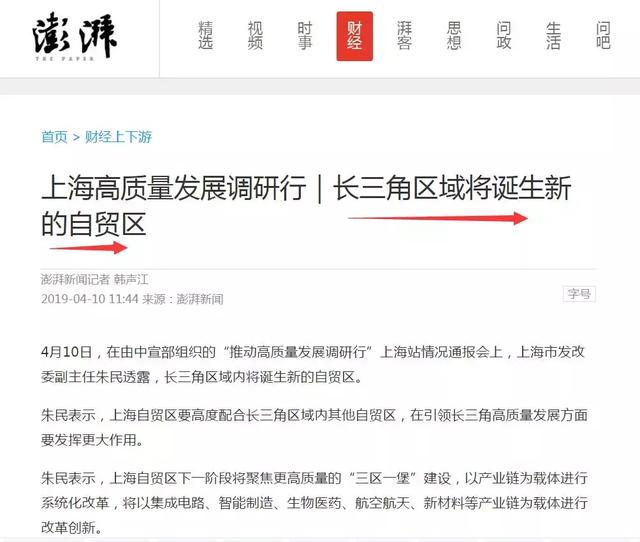 澎湃
THE PAPER
精选 视频 时事 财经 湃客 思想 问政 生活 问吧
首页 > 财经上下游
上海高质量发展调研行｜长三角区域将诞生新
的自贸区
澎湃新闻记者 韩声江
2019-04-10 11:44 来源：澎湃新闻
字号
4月10日，在由中宣部组织的“推动高质量发展调研行”上海站情况通报会上，上海市发改
委副主任朱民透露，长三角区域内将诞生新的自贸区。
朱民表示，上海自贸区要高度配合长三角区域内其他自贸区，在引领长三角高质量发展方面
要发挥更大作用。
朱民表示，上海自贸区下一阶段将聚焦更高质量的“三区一堡”建设，以产业链为载体进行
系统化改革，将以集成电路、智能制造、生物医药、航空航天、新材料等产业链为载体进行
改革创新。